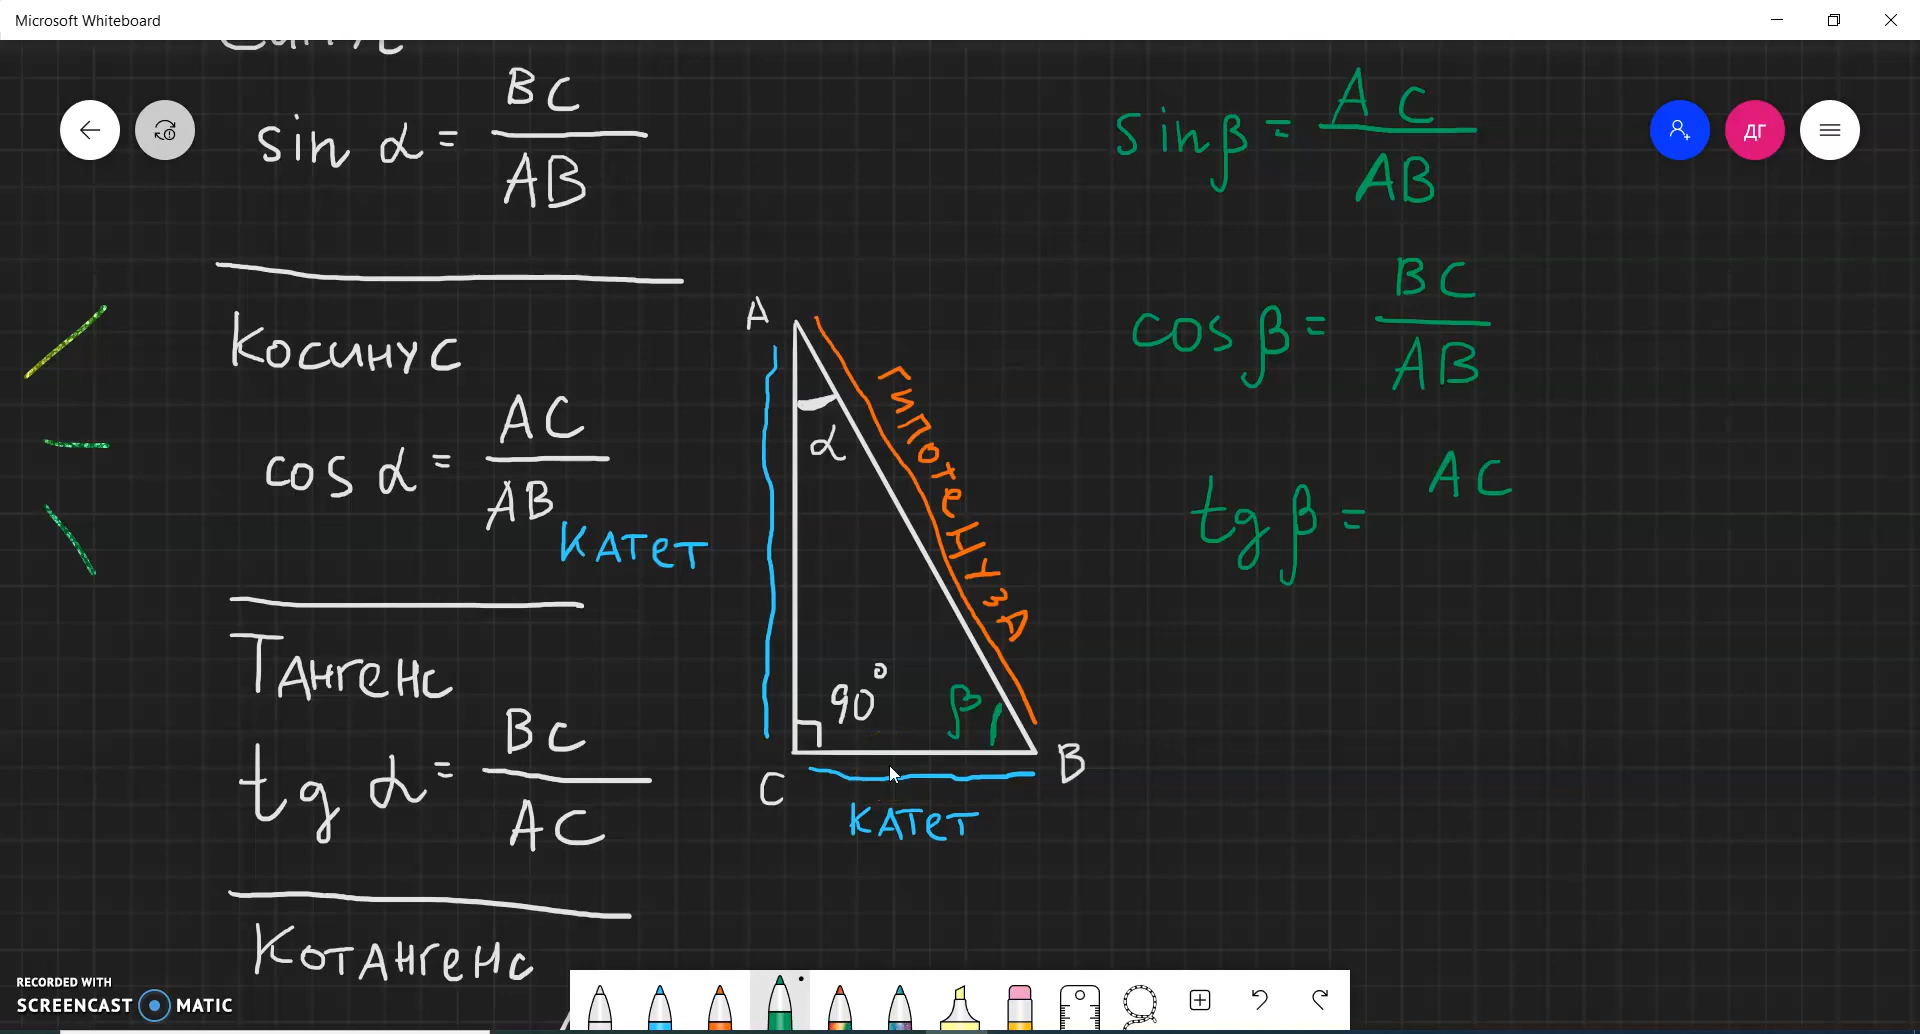 Microsoft Whiteboard
sin α = BC
AB
Косинус
cos α = AC
AB
Тангенс
tg α = BC
AC
Котангенс
A
α
гипотенуза
катет
90°
β
C
B
катет
sin β = AC
AB
cos β = BC
AB
tg β = AC
ДГ
RECORDED WITH
SCREENCAST MATIC